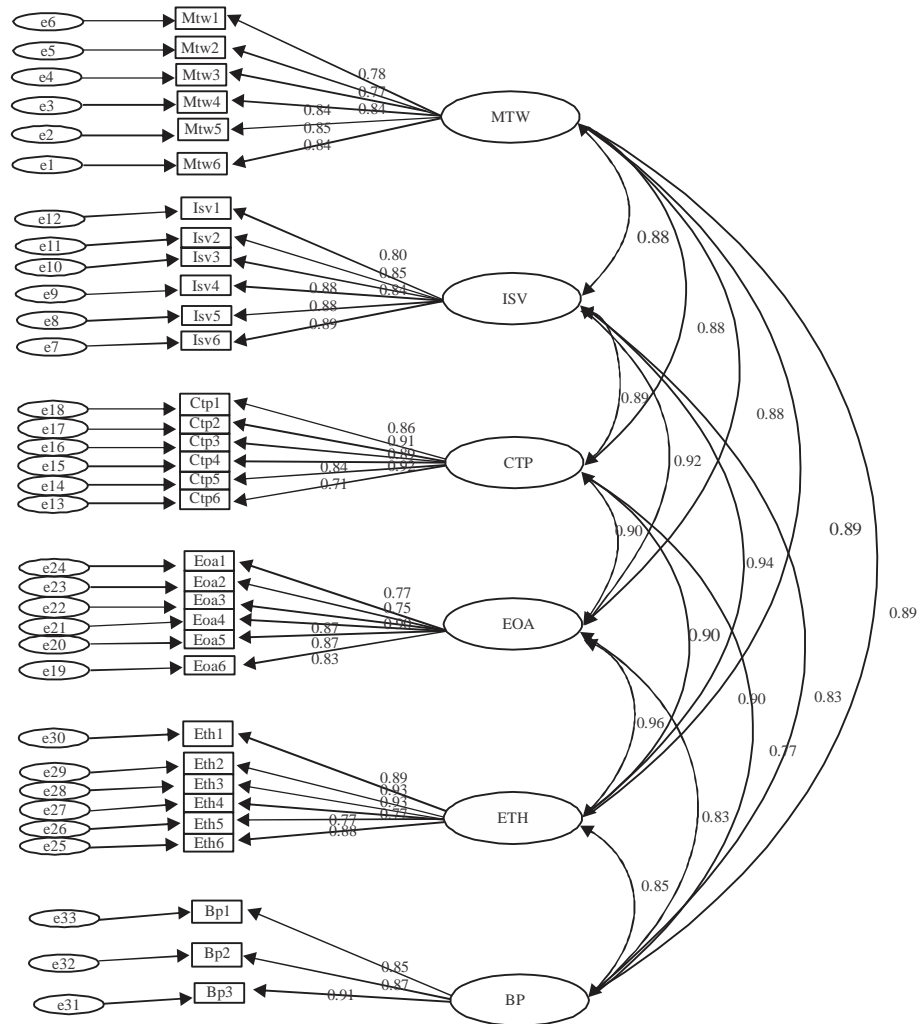 e6 Mtw1
e5 Mtw2
e4 Mtw3
e3 Mtw4
e2 Mtw5
e1 Mtw6
0.78
0.77
0.84 0.84
0.85
0.84
MTW
e12 Isv1
e11 Isv2
e10 Isv3
e9 Isv4
e8 Isv5
e7 Isv6
0.80
0.85
0.88 0.84
0.88
0.89
ISV
e18 Ctp1
e17 Ctp2
e16 Ctp3
e15 Ctp4
e14 Ctp5
e13 Ctp6
0.86
0.91
0.89
0.84 0.92
0.71
CTP
e24 Eoa1
e23 Eoa2
e22 Eoa3
e21 Eoa4
e20 Eoa5
e19 Eoa6
0.77
0.75
0.87 0.90
0.87
0.83
EOA
e30 Eth1
e29 Eth2
e28 Eth3
e27 Eth4
e26 Eth5
e25 Eth6
0.89
0.93
0.93
0.77 0.77
0.88
ETH
e33 Bp1
e32 Bp2
e31 Bp3
0.85
0.87
0.91
BP
0.88
0.88
0.89
0.88
0.92
0.90
0.89
0.94
0.89
0.90
0.90
0.83
0.96
0.77
0.83
0.85